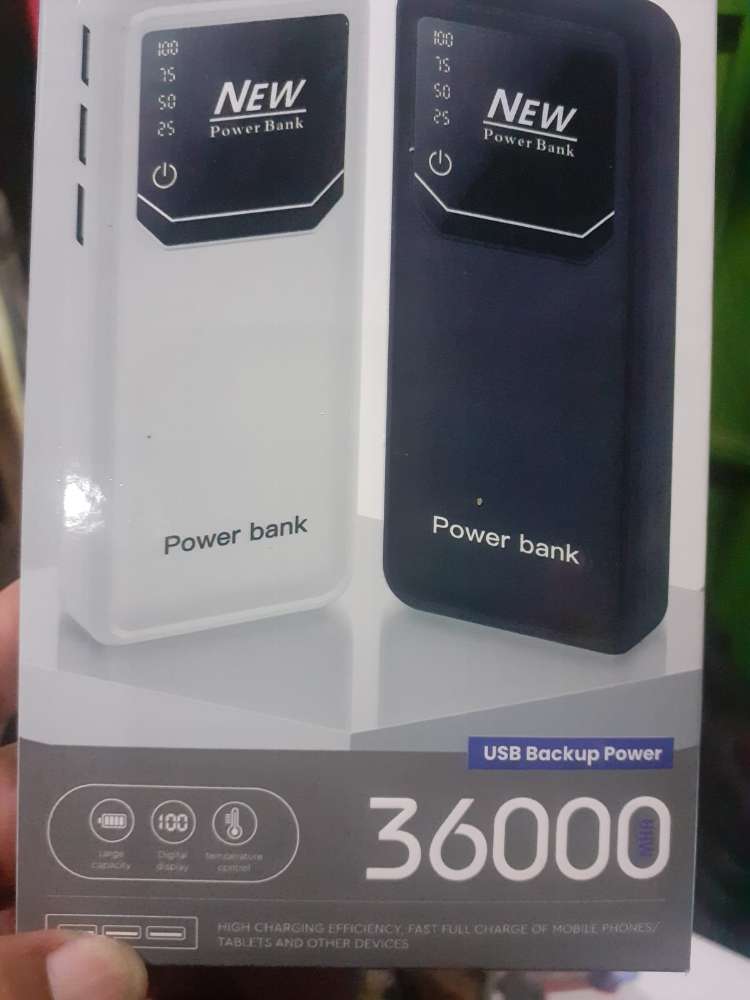 100
75
50
25
NEW
Power Bank
Power bank
100
75
50
25
NEW
Power Bank
Power bank
USB Backup Power
36000
MHA
100
Large
capacity
Digital
display
Temperature
control
HIGH CHARGING EFFICIENCY, FAST FULL CHARGE OF MOBILE PHONES/
TABLETS AND OTHER DEVICES